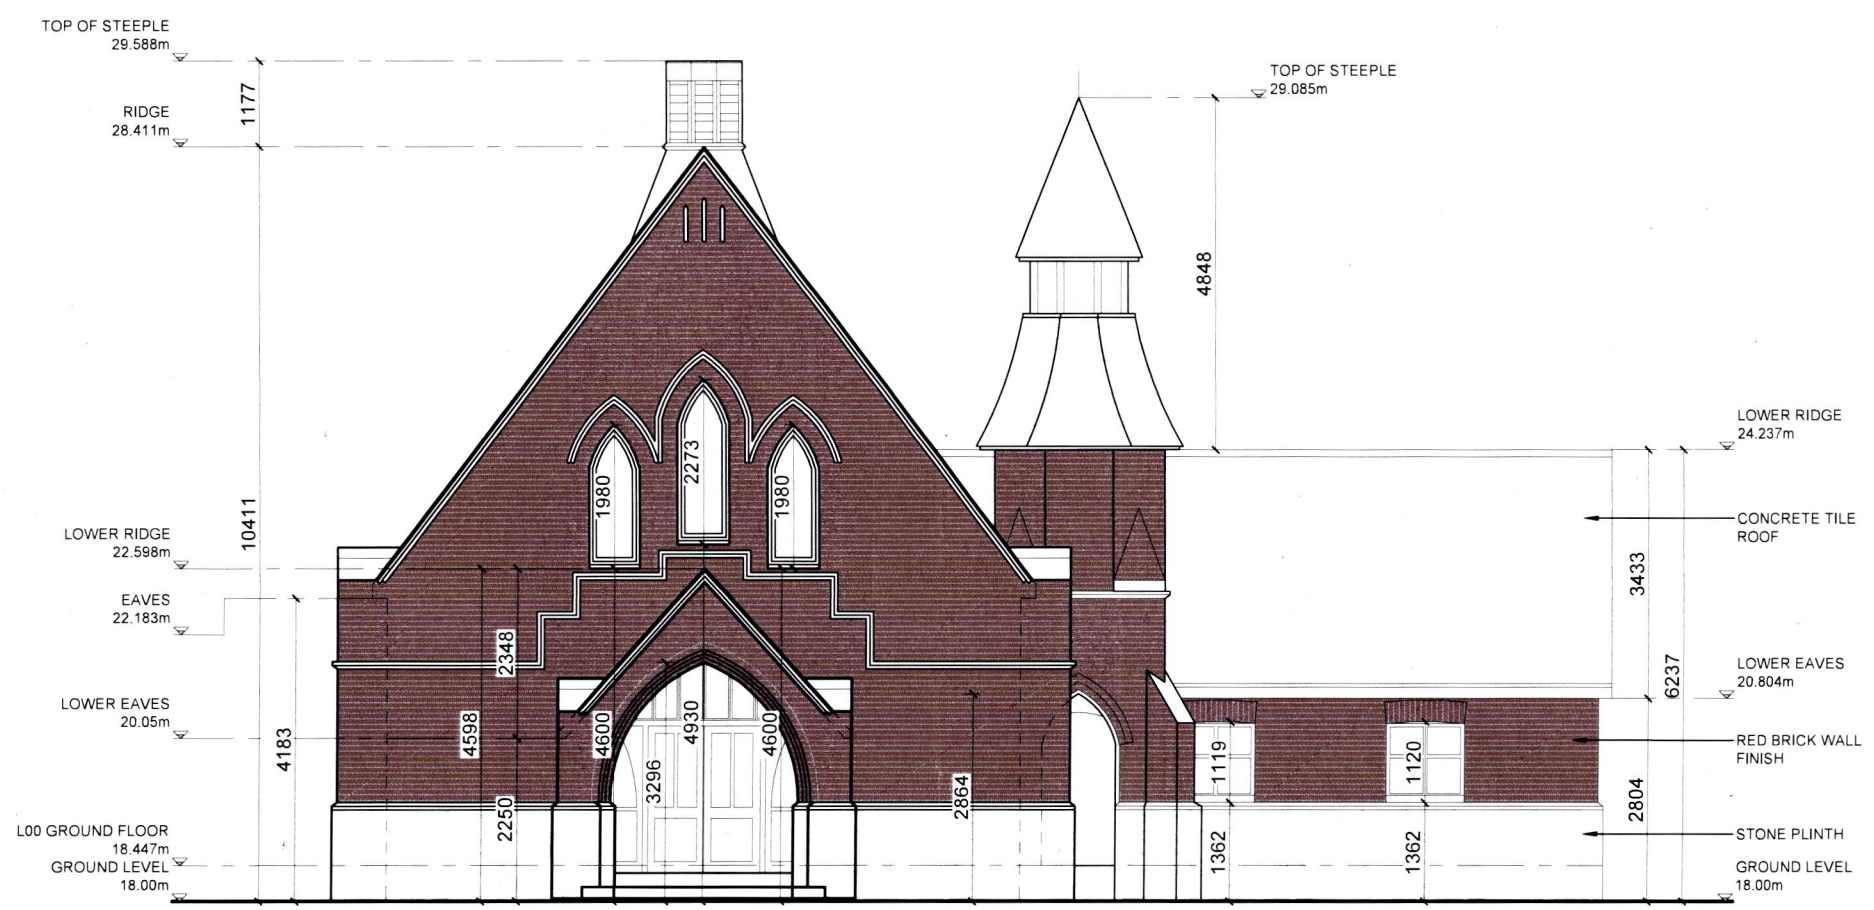 TOP OF STEEPLE
29.588m
RIDGE
28.411m
LOWER RIDGE
22.598m
EAVES
22.183m
LOWER EAVES
20.05m
L00 GROUND FLOOR
18.447m
GROUND LEVEL
18.00m
1177
10411
4183
4598
2348
2250
1980
2273
1980
4600
4930
4600
3296
2864
TOP OF STEEPLE
29.085m
4848
LOWER RIDGE
24.237m
CONCRETE TILE
ROOF
3433
6237
LOWER EAVES
20.804m
RED BRICK WALL
FINISH
1119
1120
2804
STONE PLINTH
1362
1362
GROUND LEVEL
18.00m